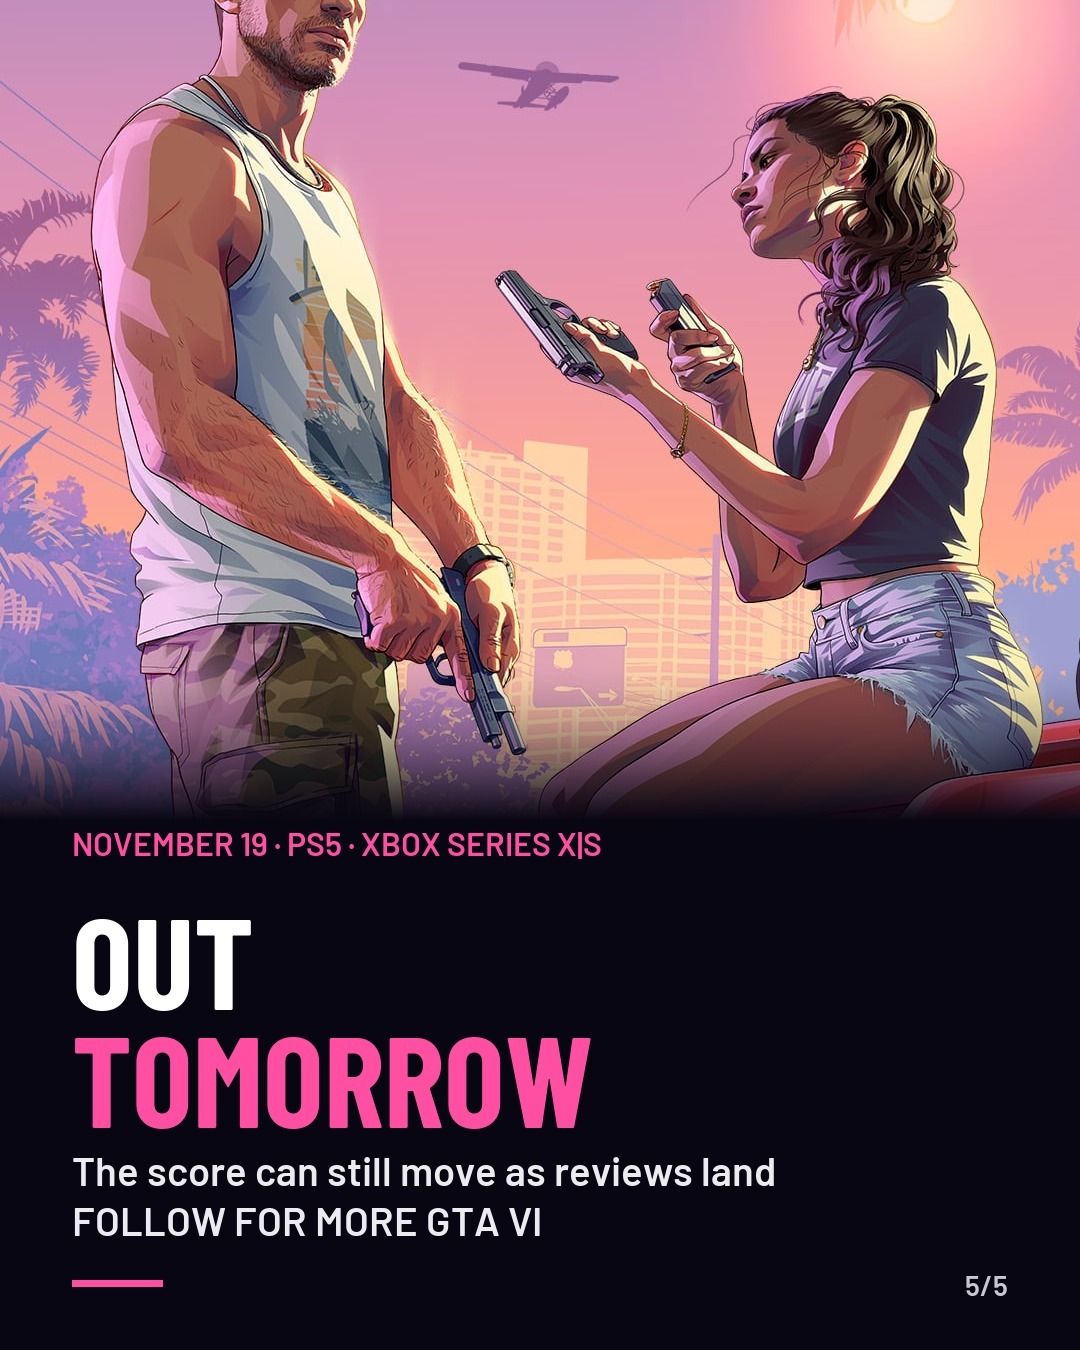 NOVEMBER 19 · PS5 · XBOX SERIES X|S
OUT
TOMORROW
The score can still move as reviews land
FOLLOW FOR MORE GTA VI
5/5